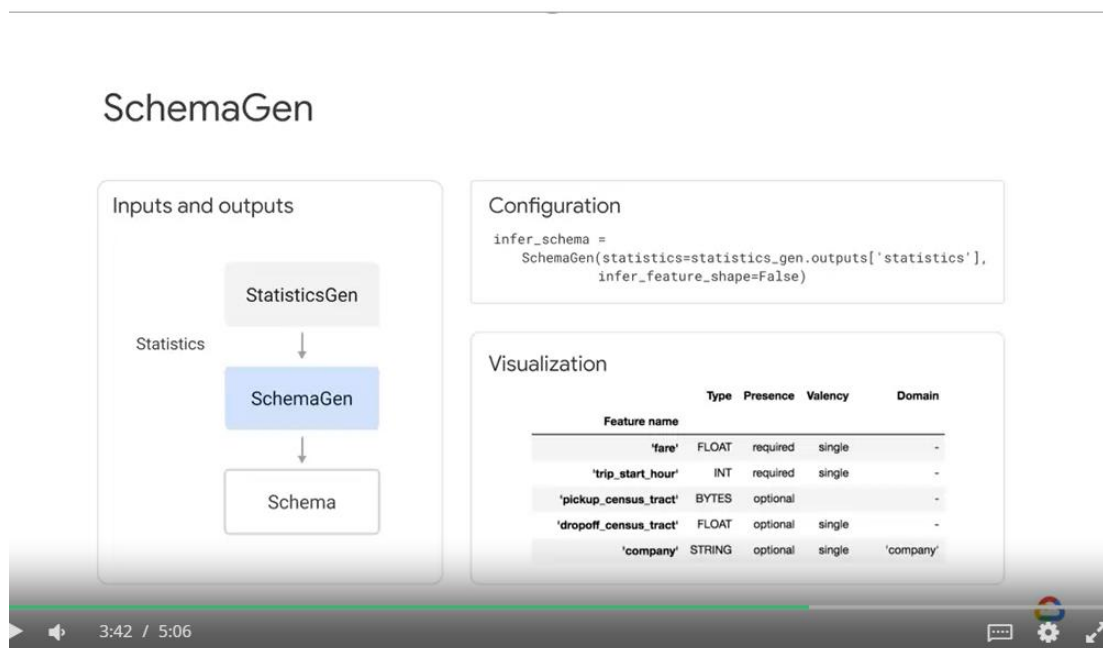 SchemaGen
Inputs and outputs
StatisticsGen
Statistics
SchemaGen
Schema
Configuration
infer_schema =
SchemaGen(statistics=statistics_gen.outputs['statistics'],
infer_feature_shape=False)
Visualization
Type Presence Valency Domain
Feature name
'fare' FLOAT required single -
'trip_start_hour' INT required single -
'pickup_census_tract' BYTES optional -
'dropoff_census_tract' FLOAT optional single -
'company' STRING optional single 'company'
3:42 / 5:06